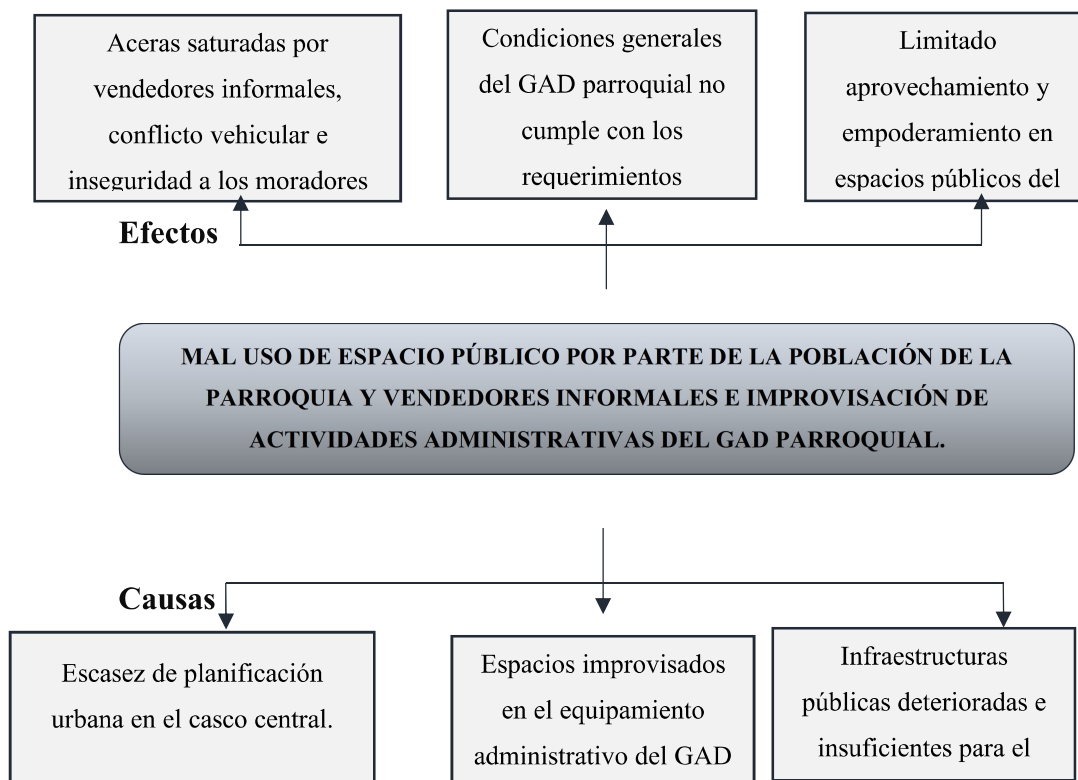 Aceras saturadas por
vendedores informales,
conflicto vehicular e
inseguridad a los moradores
Condiciones generales
del GAD parroquial no
cumple con los
requerimientos
Limitado
aprovechamiento y
empoderamiento en
espacios públicos del
Efectos
MAL USO DE ESPACIO PÚBLICO POR PARTE DE LA POBLACIÓN DE LA
PARROQUIA Y VENDEDORES INFORMALES E IMPROVISACIÓN DE
ACTIVIDADES ADMINISTRATIVAS DEL GAD PARROQUIAL.
Causas
Escasez de planificación
urbana en el casco central.
Espacios improvisados
en el equipamiento
administrativo del GAD
Infraestructuras
públicas deterioradas e
insuficientes para el